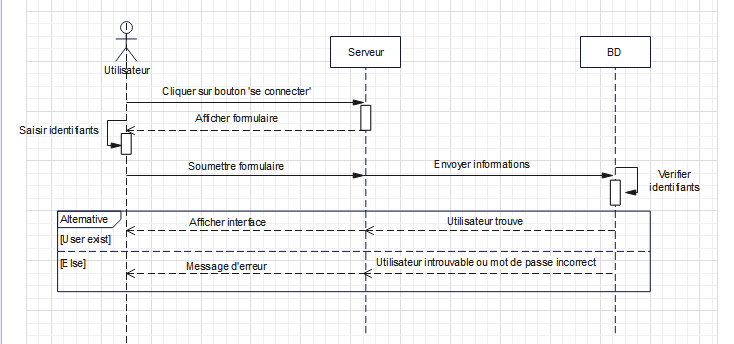 Utilisateur
Serveur
BD
Cliquer sur bouton 'se connecter'
Afficher formulaire
Saisir identifiants
Soumettre formulaire
Envoyer informations
Verifier
identifiants
Alternative
Afficher interface
Utilisateur trouve
[User exist]
[Else]
Message d'erreur
Utilisateur introuvable ou mot de passe incorrect